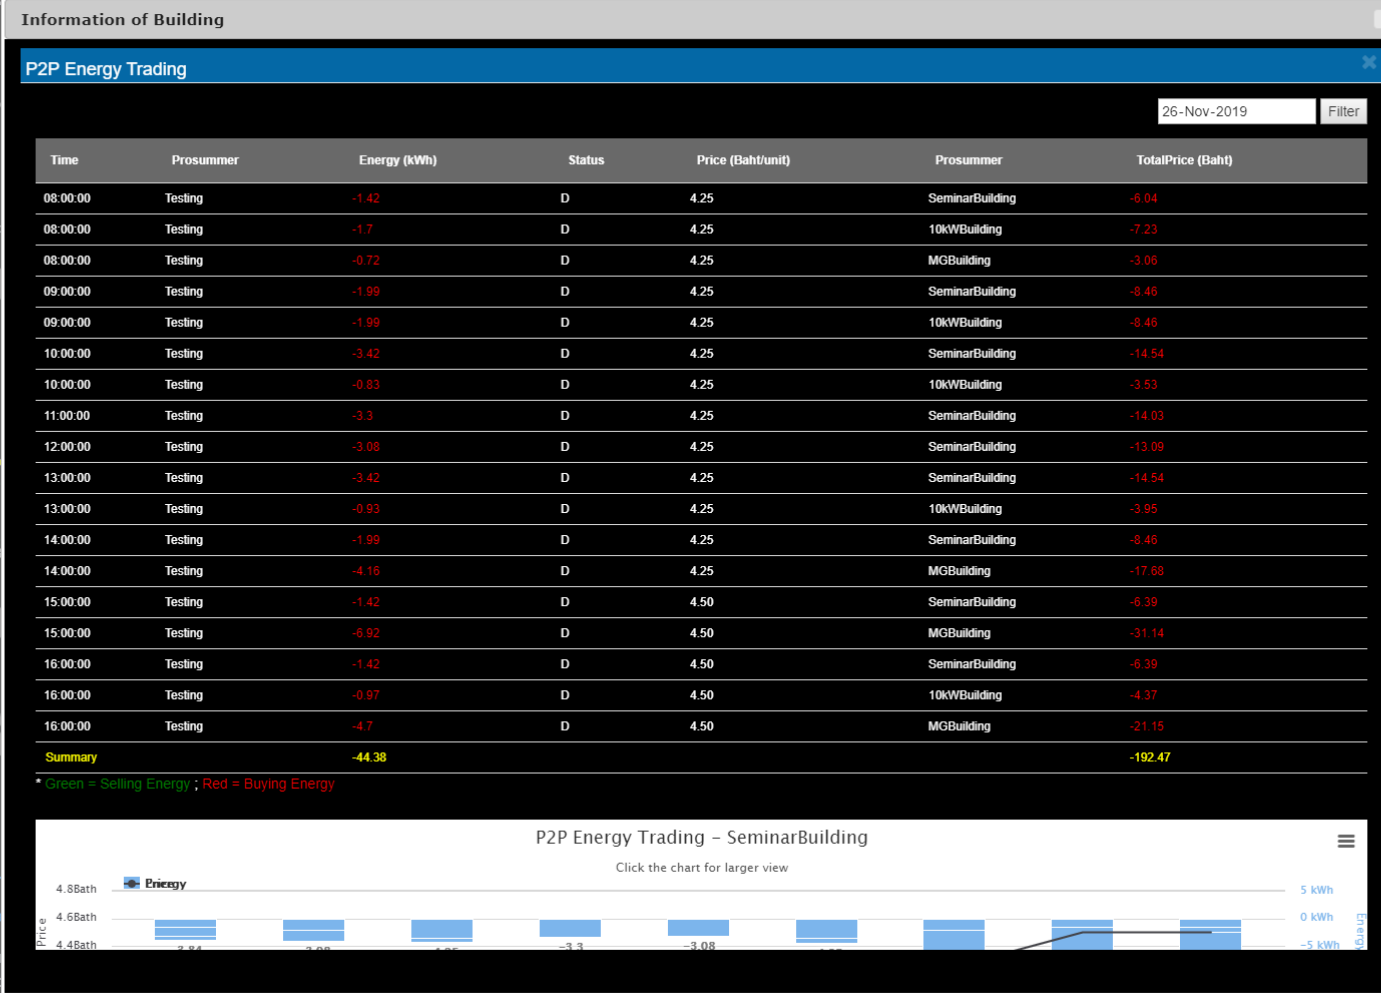 Information of Building
P2P Energy Trading
26-Nov-2019 Filter
Time Prosummer Energy (kWh) Status Price (Baht/unit) Prosummer TotalPrice (Baht)
08:00:00 Testing -1.42 D 4.25 SeminarBuilding -6.04
08:00:00 Testing -1.7 D 4.25 10kWBuilding -7.23
08:00:00 Testing -0.72 D 4.25 MGBuilding -3.06
09:00:00 Testing -1.99 D 4.25 SeminarBuilding -8.46
09:00:00 Testing -1.99 D 4.25 10kWBuilding -8.46
10:00:00 Testing -3.42 D 4.25 SeminarBuilding -14.54
10:00:00 Testing -0.83 D 4.25 10kWBuilding -3.53
11:00:00 Testing -3.3 D 4.25 SeminarBuilding -14.03
12:00:00 Testing -3.08 D 4.25 SeminarBuilding -13.09
13:00:00 Testing -3.42 D 4.25 SeminarBuilding -14.54
13:00:00 Testing -0.93 D 4.25 10kWBuilding -3.95
14:00:00 Testing -1.99 D 4.25 SeminarBuilding -8.46
14:00:00 Testing -4.16 D 4.25 MGBuilding -17.68
15:00:00 Testing -1.42 D 4.50 SeminarBuilding -6.39
15:00:00 Testing -6.92 D 4.50 MGBuilding -31.14
16:00:00 Testing -1.42 D 4.50 SeminarBuilding -6.39
16:00:00 Testing -0.97 D 4.50 10kWBuilding -4.37
16:00:00 Testing -4.7 D 4.50 MGBuilding -21.15
Summary -44.38 -192.47
* Green = Selling Energy ; Red = Buying Energy
P2P Energy Trading - SeminarBuilding
Click the chart for larger view
4.8Bath 5 kWh
4.6Bath 0 kWh
4.4Bath -3.3 -3.08 -5 kWh
Price
Energy